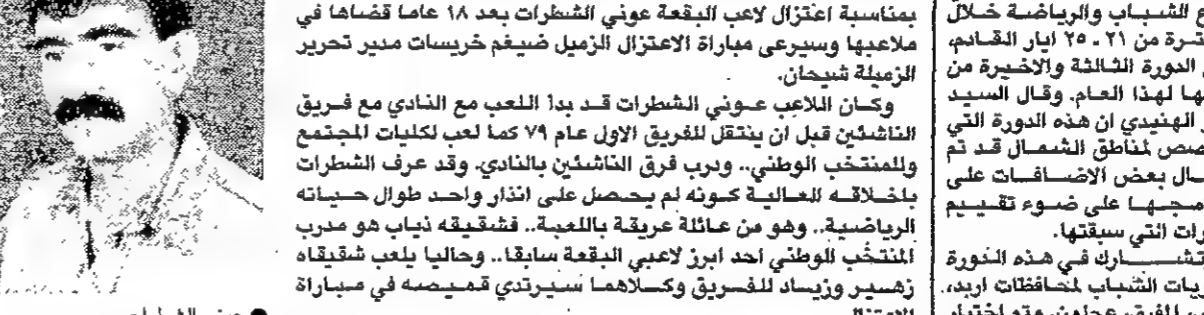 بمناسبة اعتزال لاعب البقعة عوني الشطرات بعد ١٨ عاما قضاها في
ملاعبها وسيرعى مباراة الاعتزال الزميل ضيغم خريسات مدير تحرير
الزميلة شيحان.
وكان اللاعب عوني الشطرات قد بدأ اللعب مع النادي مع فريق
الناشئين قبل ان ينتقل للفريق الاول عام ٧٩ كما لعب لكليات المجتمع
وللمنتخب الوطني.. ودرب فرق الناشئين بالنادي. وقد عرف الشطرات
باخلاقه العالية كونه لم يحصل على انذار واحد طوال حياته
الرياضية.. وهو من عائلة عريقة باللعبة.. فشقيقه ذياب هو مدرب
المنتخب الوطني احد ابرز لاعبي البقعة سابقا.. وحاليا يلعب شقيقاه
زهير وزياد للفريق وكلاهما سيرتدي قميصه في مباراة
الاعتزال
الشباب والرياضة خلال
من ٢١ ـ ٢٥ ايار القادم،
الدورة الثالثة والاخيرة من
لهذا العام. وقال السيد
الهنيدي ان هذه الدورة التي
لمناطق الشمال قد تم
بعض الاضافات على
على ضوء تقييم
التي سبقتها.
في هذه الدورة
الشباب لمحافظات اربد،
المفرق، عجلون، وتم اختيار